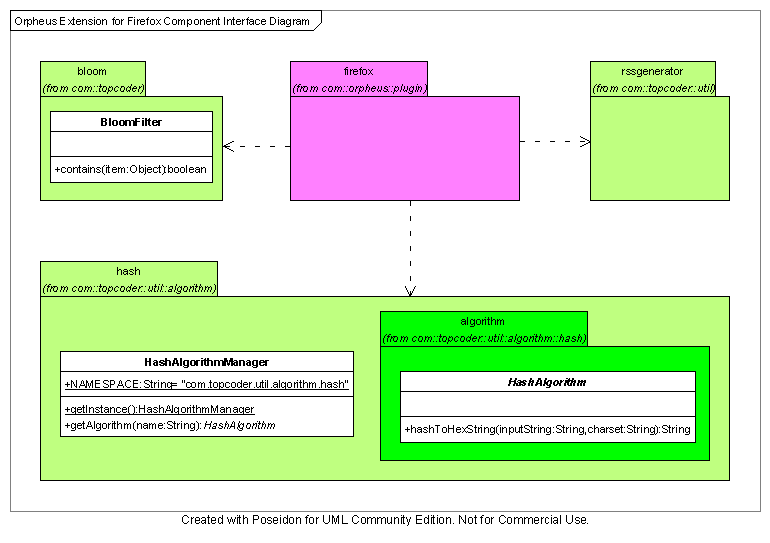 Orpheus Extension for Firefox Component Interface Diagram
bloom
(from com::topcoder)
firefox
(from com::orpheus::plugin)
rssgenerator
(from com::topcoder::util)
BloomFilter
+contains(item:Object):boolean
hash
(from com::topcoder::util::algorithm)
algorithm
(from com::topcoder::util::algorithm::hash)
HashAlgorithmManager
+NAMESPACE:String= "com.topcoder.util.algorithm.hash"
+getInstance():HashAlgorithmManager
+getAlgorithm(name:String): HashAlgorithm
HashAlgorithm
+hashToHexString(inputString:String,charset:String):String
Created with Poseidon for UML Community Edition. Not for Commercial Use.